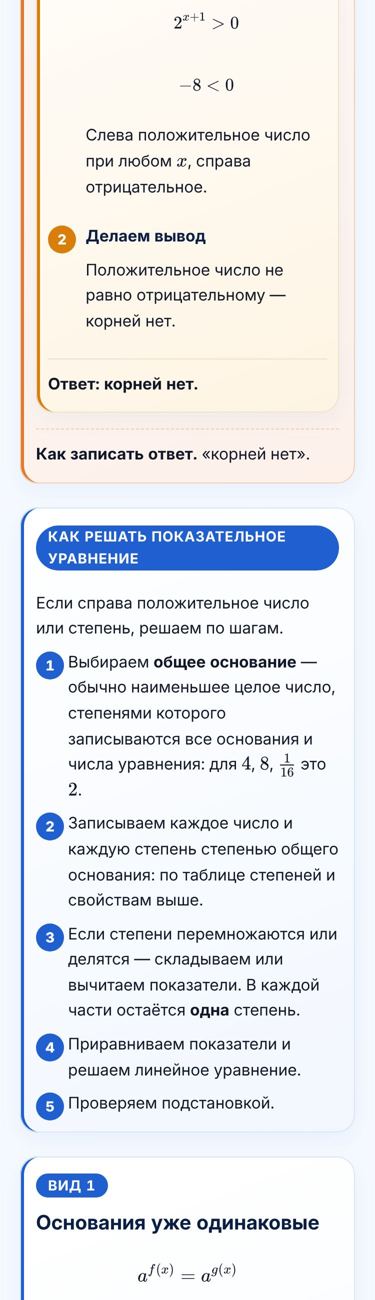 2^{x+1} > 0
−8 < 0
Слева положительное число
при любом x, справа
отрицательное.
2 Делаем вывод
Положительное число не
равно отрицательному —
корней нет.
Ответ: корней нет.
Как записать ответ. «корней нет».
КАК РЕШАТЬ ПОКАЗАТЕЛЬНОЕ
УРАВНЕНИЕ
Если справа положительное число
или степень, решаем по шагам.
1 Выбираем общее основание —
обычно наименьшее целое число,
степенями которого
записываются все основания и
числа уравнения: для 4, 8, 1/16 это
2.
2 Записываем каждое число и
каждую степень степенью общего
основания: по таблице степеней и
свойствам выше.
3 Если степени перемножаются или
делятся — складываем или
вычитаем показатели. В каждой
части остаётся одна степень.
4 Приравниваем показатели и
решаем линейное уравнение.
5 Проверяем подстановкой.
ВИД 1
Основания уже одинаковые
a^{f(x)} = a^{g(x)}